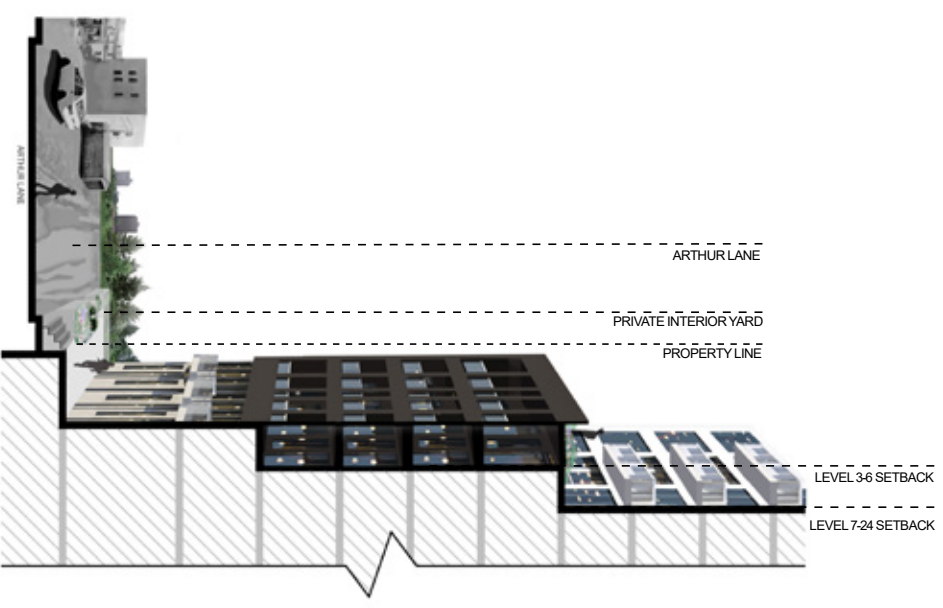 ARTHUR LANE
ARTHUR LANE
PRIVATE INTERIOR YARD
PROPERTY LINE
LEVEL 3-6 SETBACK
LEVEL 7-24 SETBACK